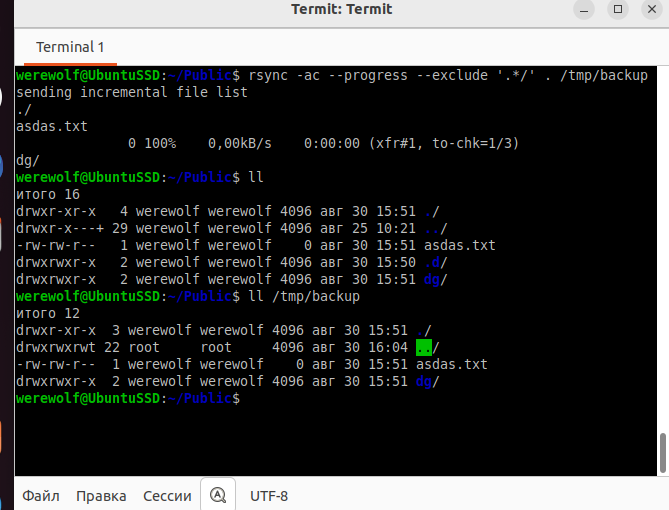 Termit: Termit
Terminal 1
werewolf@UbuntuSSD:~/Public$ rsync -ac --progress --exclude '.*/' . /tmp/backup
sending incremental file list
./
asdas.txt
              0 100%    0,00kB/s    0:00:00 (xfr#1, to-chk=1/3)
dg/
werewolf@UbuntuSSD:~/Public$ ll
итого 16
drwxr-xr-x   4 werewolf werewolf 4096 авг 30 15:51 ./
drwxr-x---+ 29 werewolf werewolf 4096 авг 25 10:21 ../
-rw-rw-r--   1 werewolf werewolf    0 авг 30 15:51 asdas.txt
drwxrwxr-x   2 werewolf werewolf 4096 авг 30 15:50 .d/
drwxrwxr-x   2 werewolf werewolf 4096 авг 30 15:51 dg/
werewolf@UbuntuSSD:~/Public$ ll /tmp/backup
итого 12
drwxr-xr-x  3 werewolf werewolf 4096 авг 30 15:51 ./
drwxrwxrwt 22 root     root     4096 авг 30 16:04 ../
-rw-rw-r--  1 werewolf werewolf    0 авг 30 15:51 asdas.txt
drwxrwxr-x  2 werewolf werewolf 4096 авг 30 15:51 dg/
werewolf@UbuntuSSD:~/Public$
Файл Правка Сессии UTF-8